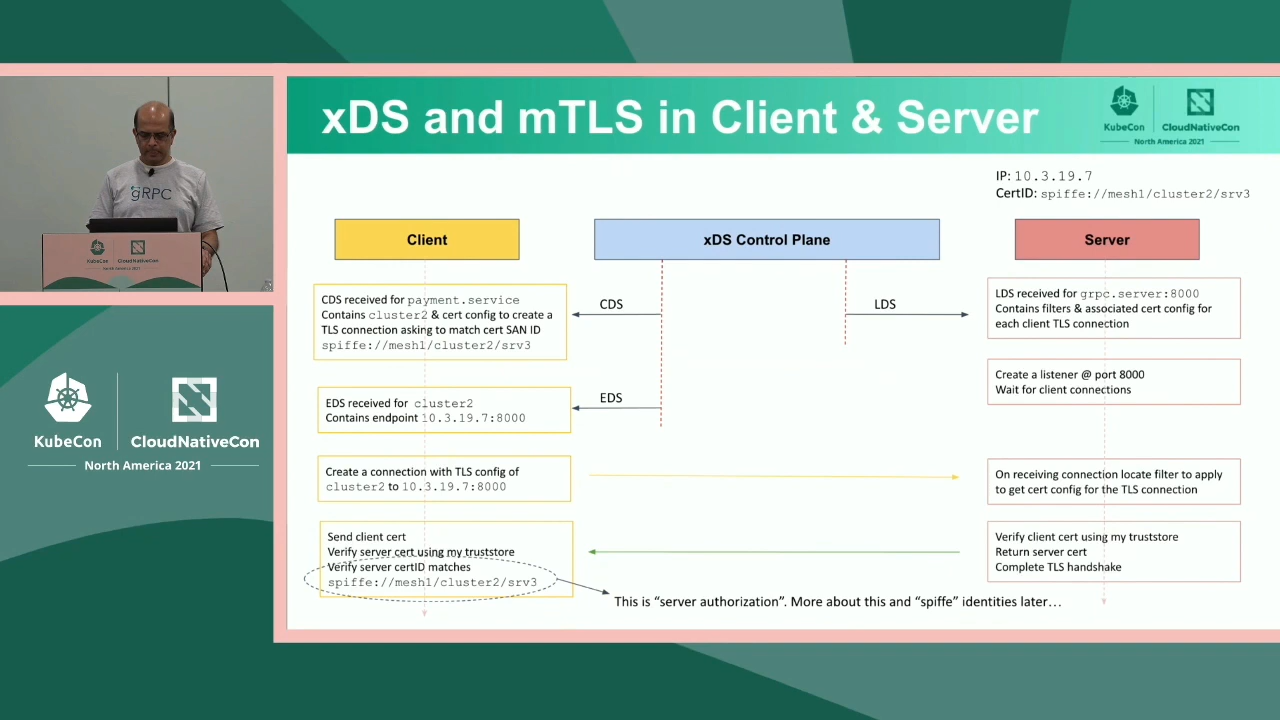 xDS and mTLS in Client & Server
KubeCon
CloudNativeCon
North America 2021
IP: 10.3.19.7
CertID: spiffe://mesh1/cluster2/srv3
Client
xDS Control Plane
Server
CDS received for payment.service
Contains cluster2 & cert config to create a
TLS connection asking to match cert SAN ID
spiffe://mesh1/cluster2/srv3
CDS
LDS
LDS received for grpc.server:8000
Contains filters & associated cert config for
each client TLS connection
Create a listener @ port 8000
Wait for client connections
EDS received for cluster2
Contains endpoint 10.3.19.7:8000
EDS
Create a connection with TLS config of
cluster2 to 10.3.19.7:8000
On receiving connection locate filter to apply
to get cert config for the TLS connection
Send client cert
Verify server cert using my truststore
Verify server certID matches
spiffe://mesh1/cluster2/srv3
Verify client cert using my truststore
Return server cert
Complete TLS handshake
This is “server authorization”. More about this and “spiffe” identities later…
gRPC
KubeCon
CloudNativeCon
North America 2021
KubeCon
CloudNativeCon
North America 2021